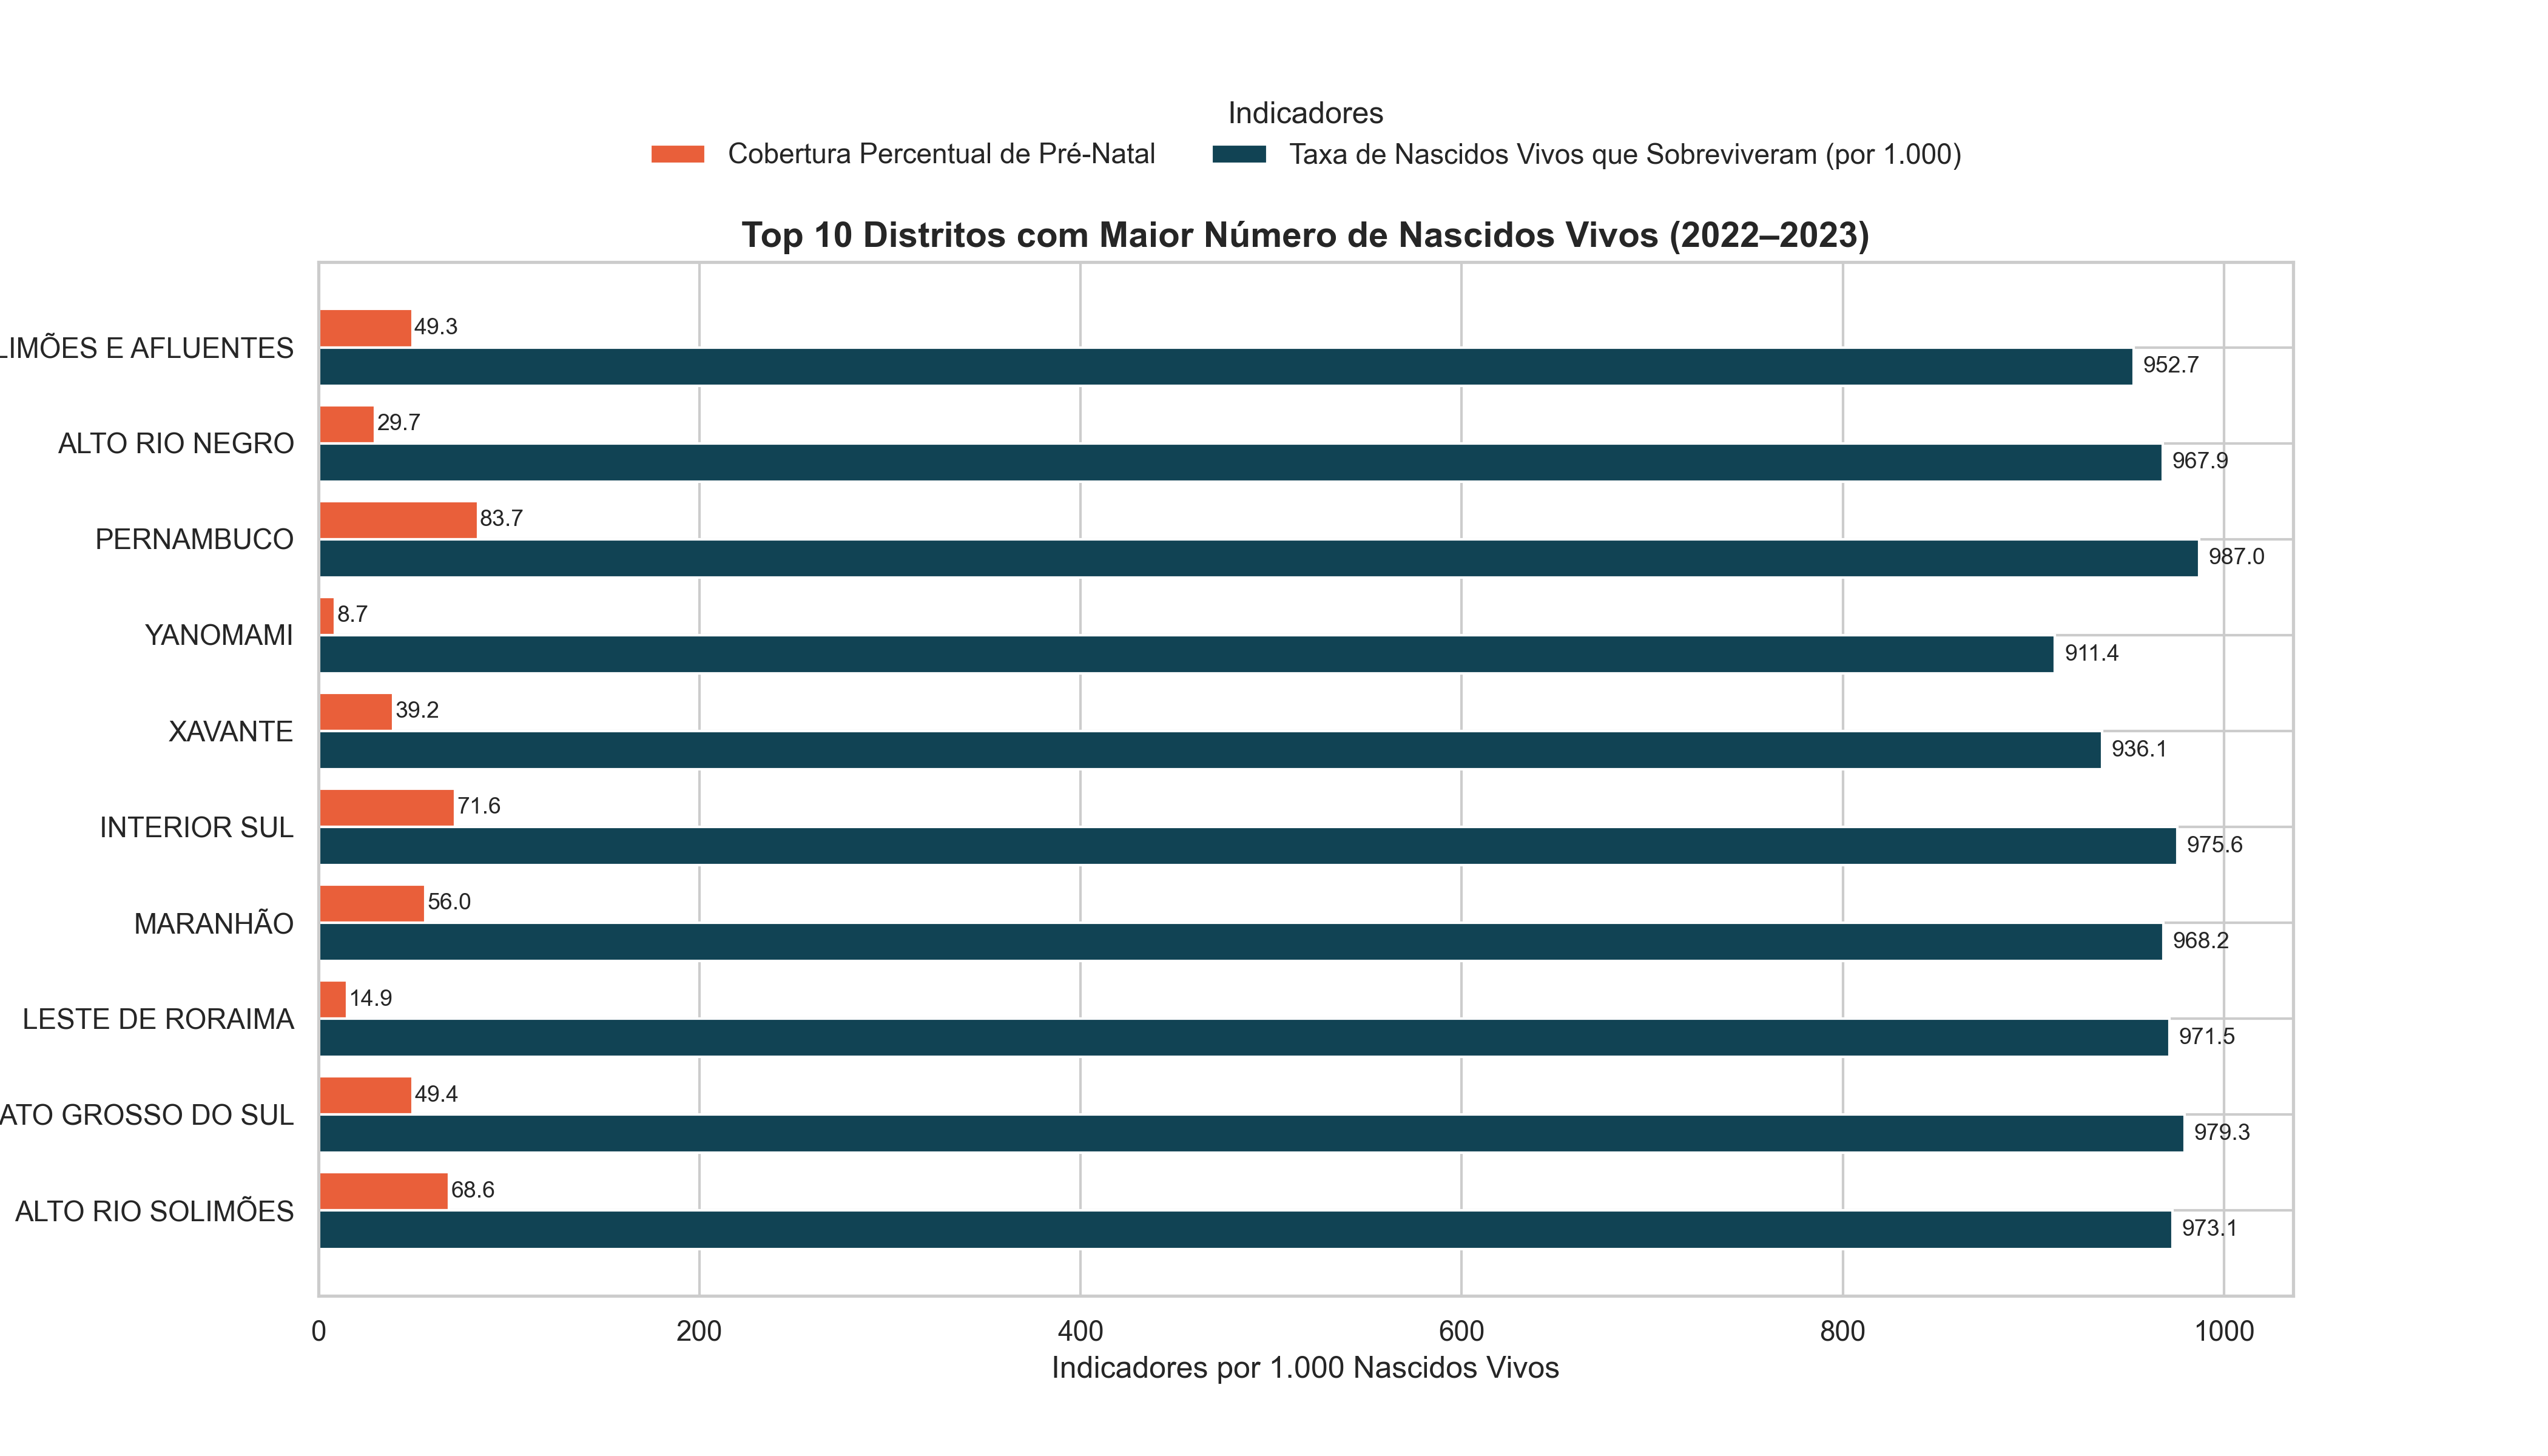 Indicadores
Cobertura Percentual de Pré-Natal Taxa de Nascidos Vivos que Sobreviveram (por 1.000)
Top 10 Distritos com Maior Número de Nascidos Vivos (2022–2023)
LIMÕES E AFLUENTES
49.3
952.7
ALTO RIO NEGRO
29.7
967.9
PERNAMBUCO
83.7
987.0
YANOMAMI
8.7
911.4
XAVANTE
39.2
936.1
INTERIOR SUL
71.6
975.6
MARANHÃO
56.0
968.2
LESTE DE RORAIMA
14.9
971.5
ATO GROSSO DO SUL
49.4
979.3
ALTO RIO SOLIMÕES
68.6
973.1
0 200 400 600 800 1000
Indicadores por 1.000 Nascidos Vivos